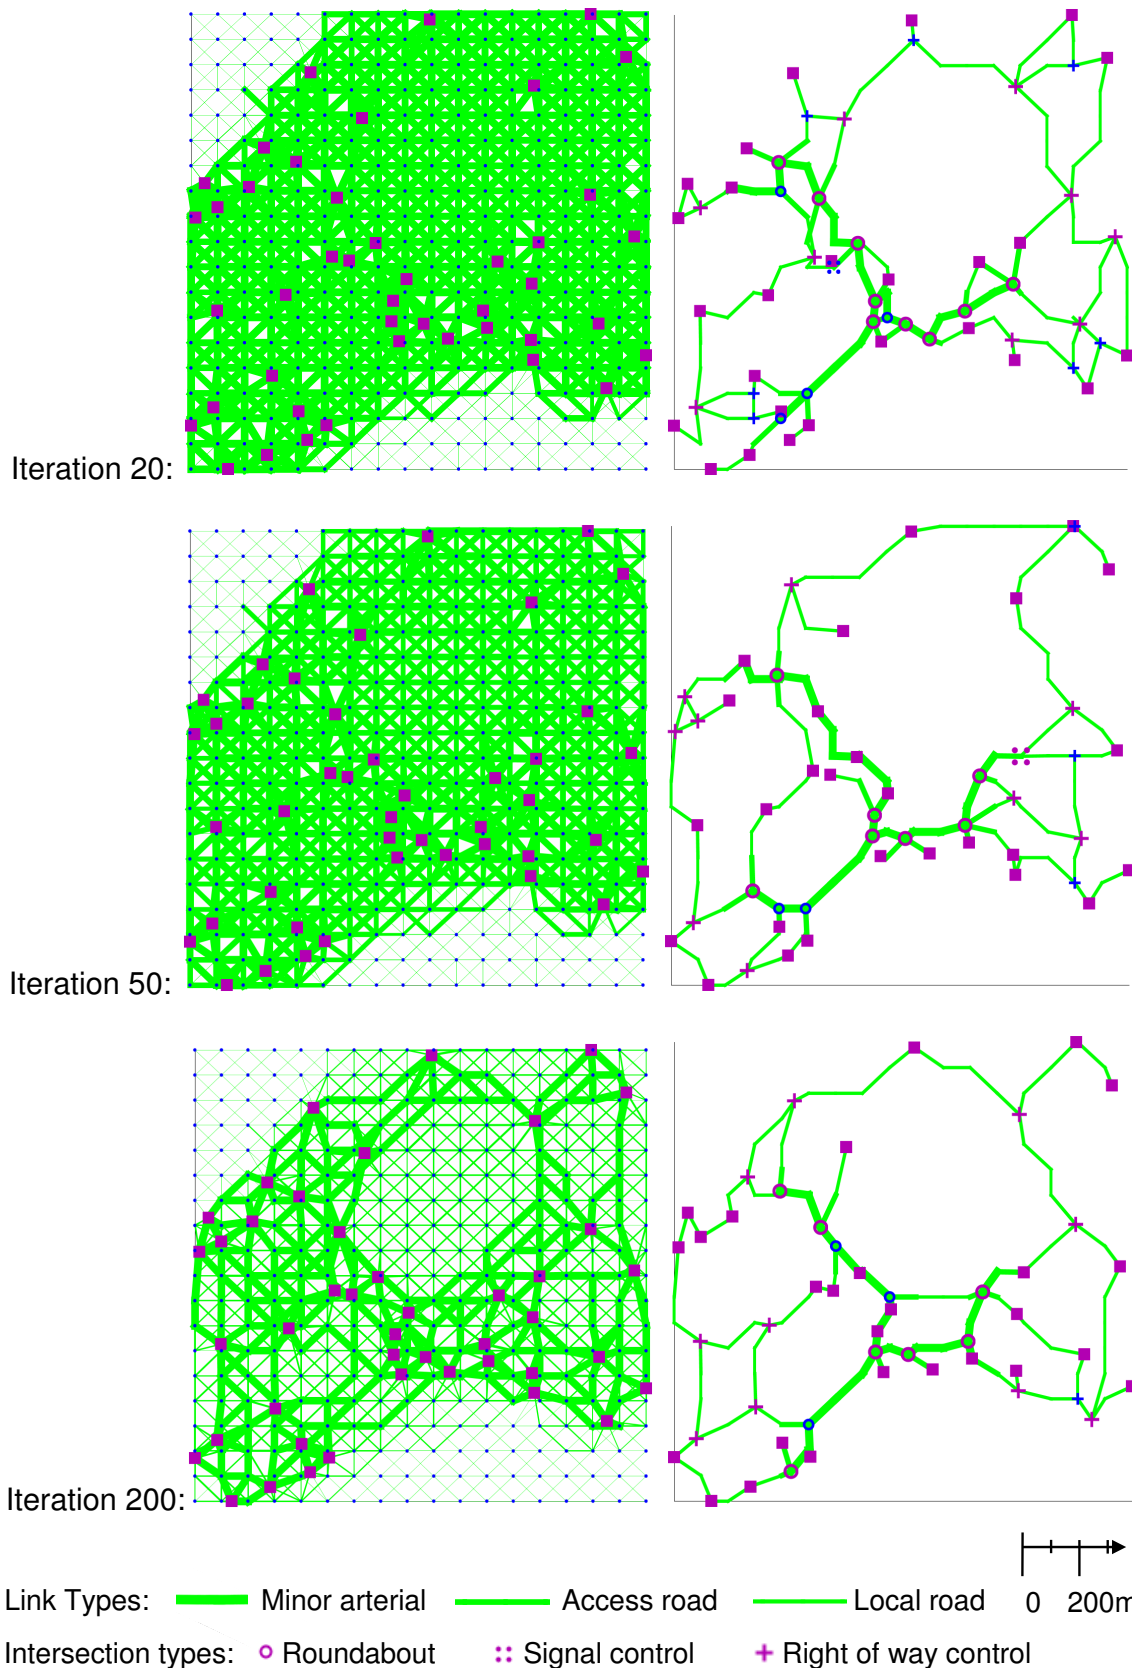 Iteration 20:
Iteration 50:
Iteration 200:
0 200m
Link Types: Minor arterial Access road Local road
Intersection types: Roundabout Signal control Right of way control